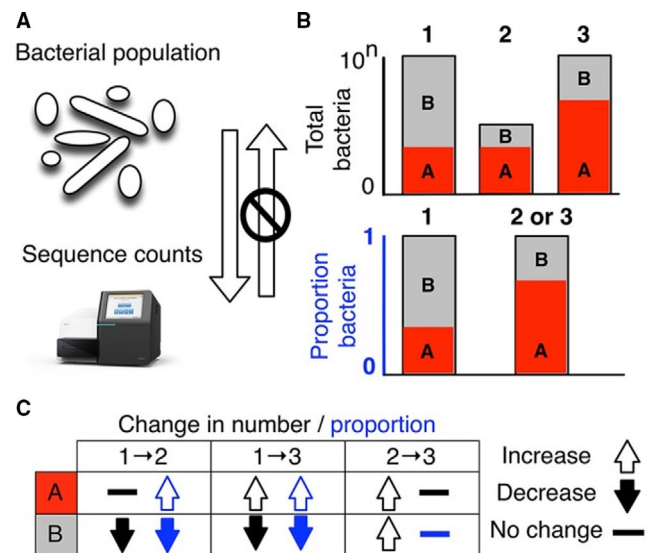 A
Bacterial population
Sequence counts
B
1 2 3
Total bacteria
10n
0
B
A
B
A
B
A
1 2 or 3
Proportion bacteria
1
0
B
A
B
A
C
Change in number / proportion
1→2 1→3 2→3
A
B
Increase
Decrease
No change